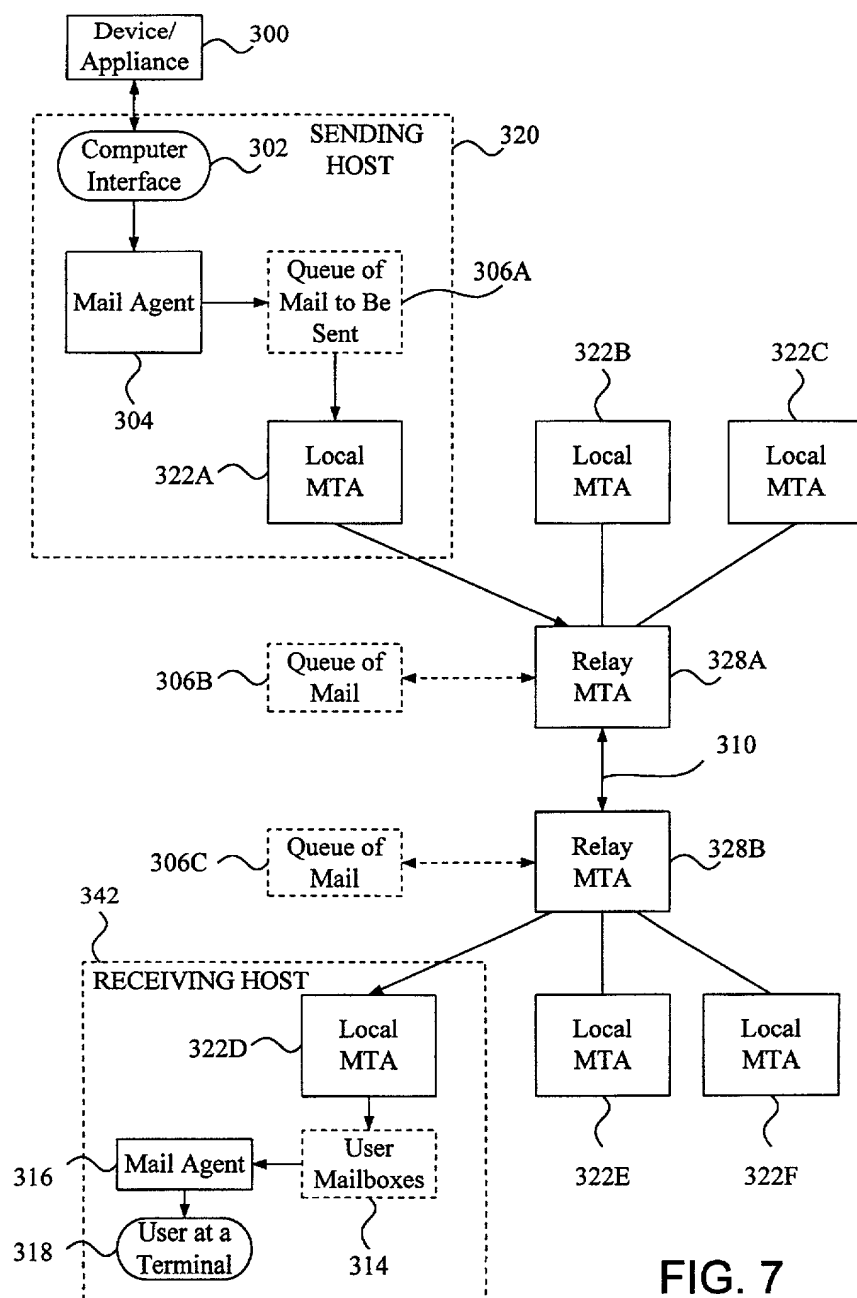 Device/
Appliance
300
SENDING
HOST
320
Computer
Interface
302
Mail Agent
304
Queue of
Mail to Be
Sent
306A
322A
Local
MTA
322B
Local
MTA
322C
Local
MTA
306B
Queue of
Mail
Relay
MTA
328A
310
306C
Queue of
Mail
Relay
MTA
328B
342
RECEIVING HOST
322D
Local
MTA
Local
MTA
322E
Local
MTA
322F
316
Mail Agent
User
Mailboxes
314
318
User at a
Terminal
FIG. 7